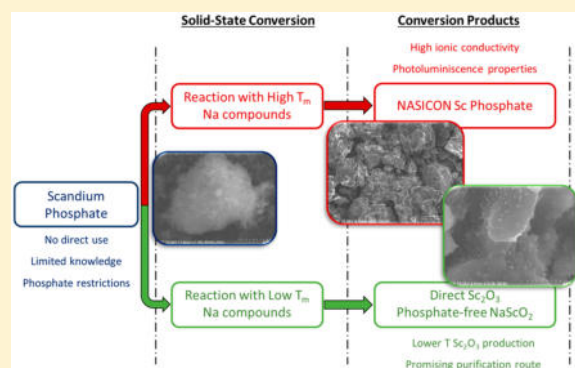 Solid-State Conversion
Conversion Products
High ionic conductivity
Photoluminiscence properties
Reaction with High Tm
Na compounds
NASICON Sc Phosphate
Scandium
Phosphate
No direct use
Limited knowledge
Phosphate restrictions
Reaction with Low Tm
Na compounds
Direct Sc2O3
Phosphate-free NaScO2
Lower T Sc2O3 production
Promising purification route